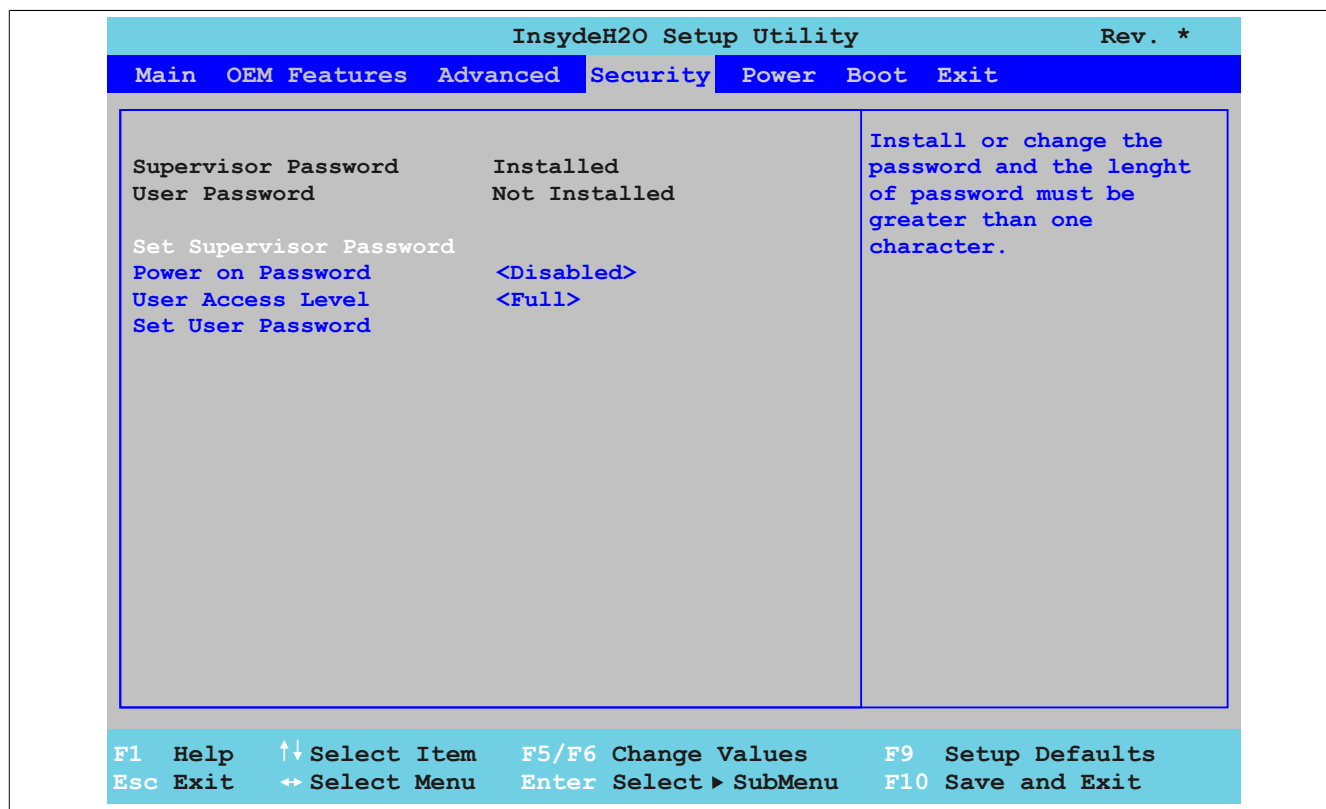 InsydeH2O Setup Utility Rev. *
Main OEM Features Advanced Security Power Boot Exit
Supervisor Password Installed
User Password Not Installed
Set Supervisor Password
Power on Password <Disabled>
User Access Level <Full>
Set User Password
Install or change the
password and the lenght
of password must be
greater than one
character.
F1 Help ↑↓ Select Item F5/F6 Change Values F9 Setup Defaults
Esc Exit ↔ Select Menu Enter Select ▶ SubMenu F10 Save and Exit